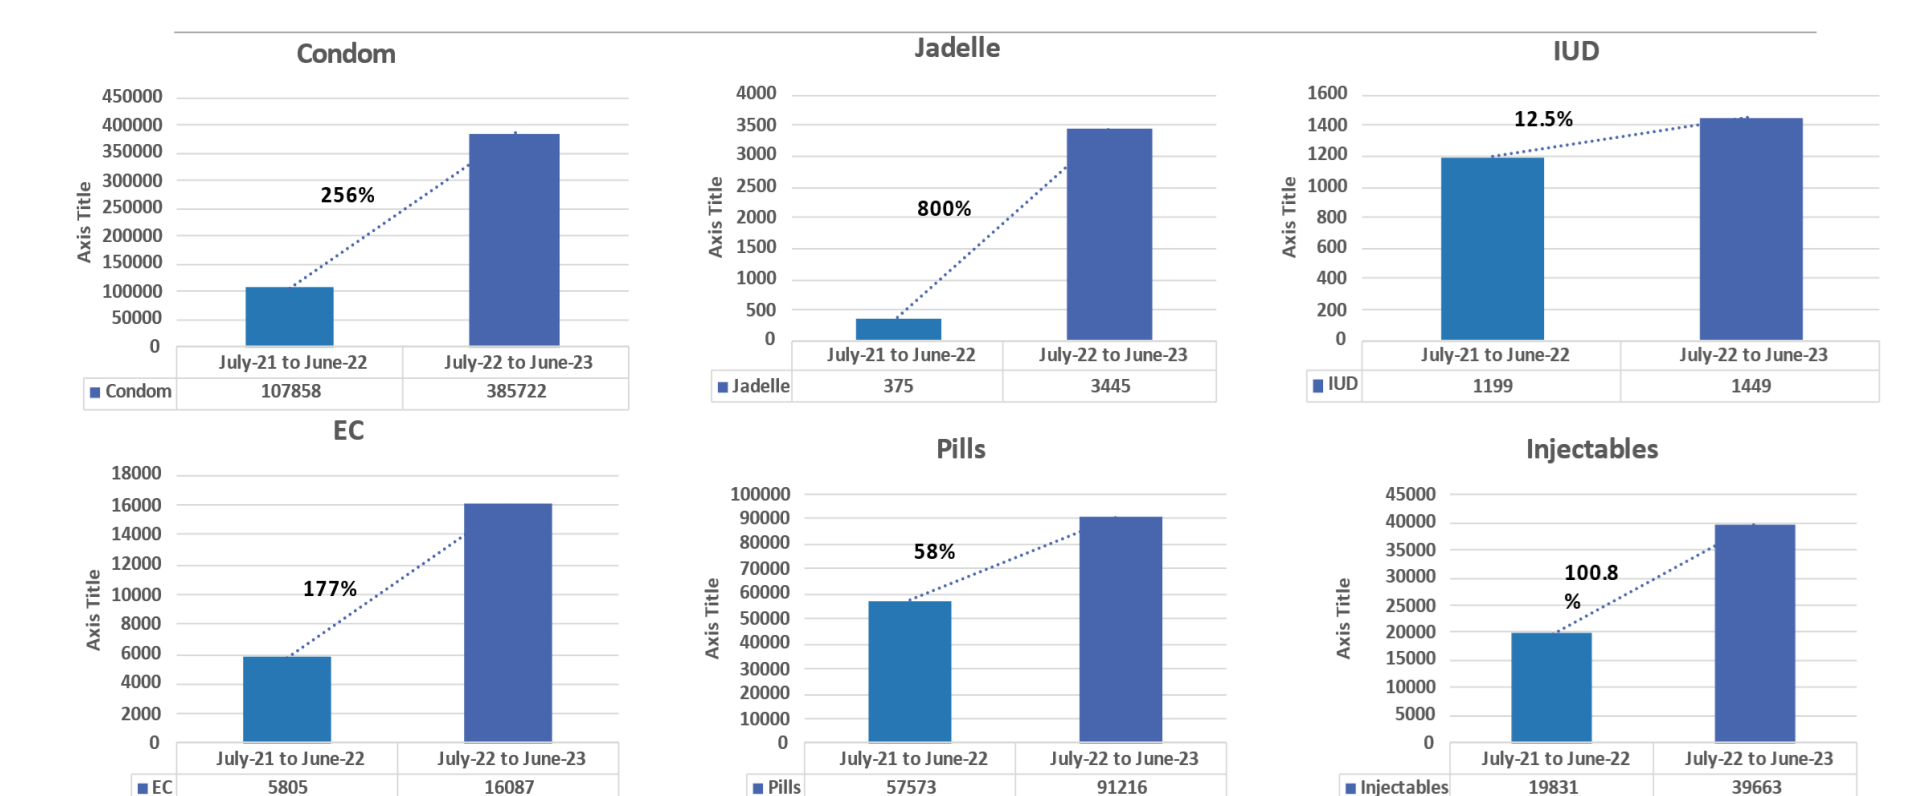 Condom
450000
400000
350000
300000
250000
200000
150000
100000
50000
0
Axis Title
256%
July-21 to June-22 July-22 to June-23
Condom 107858 385722
Jadelle
4000
3500
3000
2500
2000
1500
1000
500
0
Axis Title
800%
July-21 to June-22 July-22 to June-23
Jadelle 375 3445
IUD
1600
1400
1200
1000
800
600
400
200
0
Axis Title
12.5%
July-21 to June-22 July-22 to June-23
IUD 1199 1449
EC
18000
16000
14000
12000
10000
8000
6000
4000
2000
0
Axis Title
177%
July-21 to June-22 July-22 to June-23
EC 5805 16087
Pills
100000
90000
80000
70000
60000
50000
40000
30000
20000
10000
0
Axis Title
58%
July-21 to June-22 July-22 to June-23
Pills 57573 91216
Injectables
45000
40000
35000
30000
25000
20000
15000
10000
5000
0
Axis Title
100.8
%
July-21 to June-22 July-22 to June-23
Injectables 19831 39663